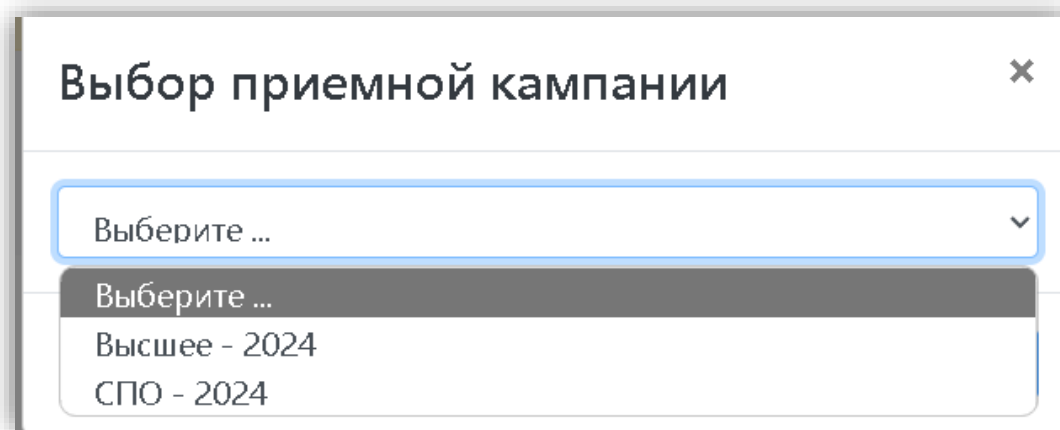 Выбор приемной кампании ×
Выберите ...
Выберите ...
Высшее - 2024
СПО - 2024